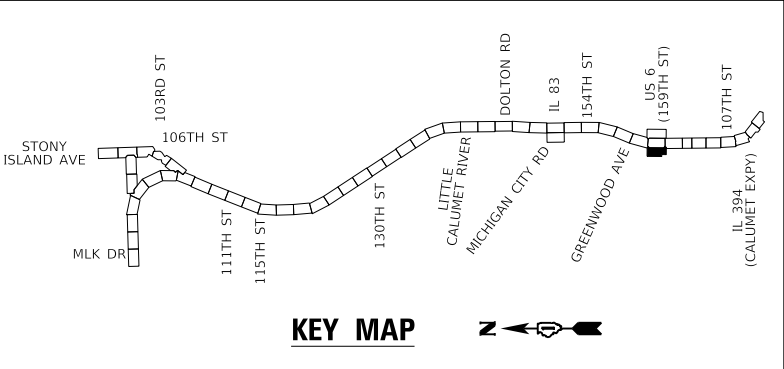 103RD ST
106TH ST
STONY
ISLAND AVE
MLK DR
111TH ST
115TH ST
130TH ST
LITTLE
CALUMET RIVER
DOLTON RD
MICHIGAN CITY RD
IL 83
154TH ST
GREENWOOD AVE
US 6
(159TH ST)
107TH ST
IL 394
(CALUMET EXPY)
KEY MAP
N